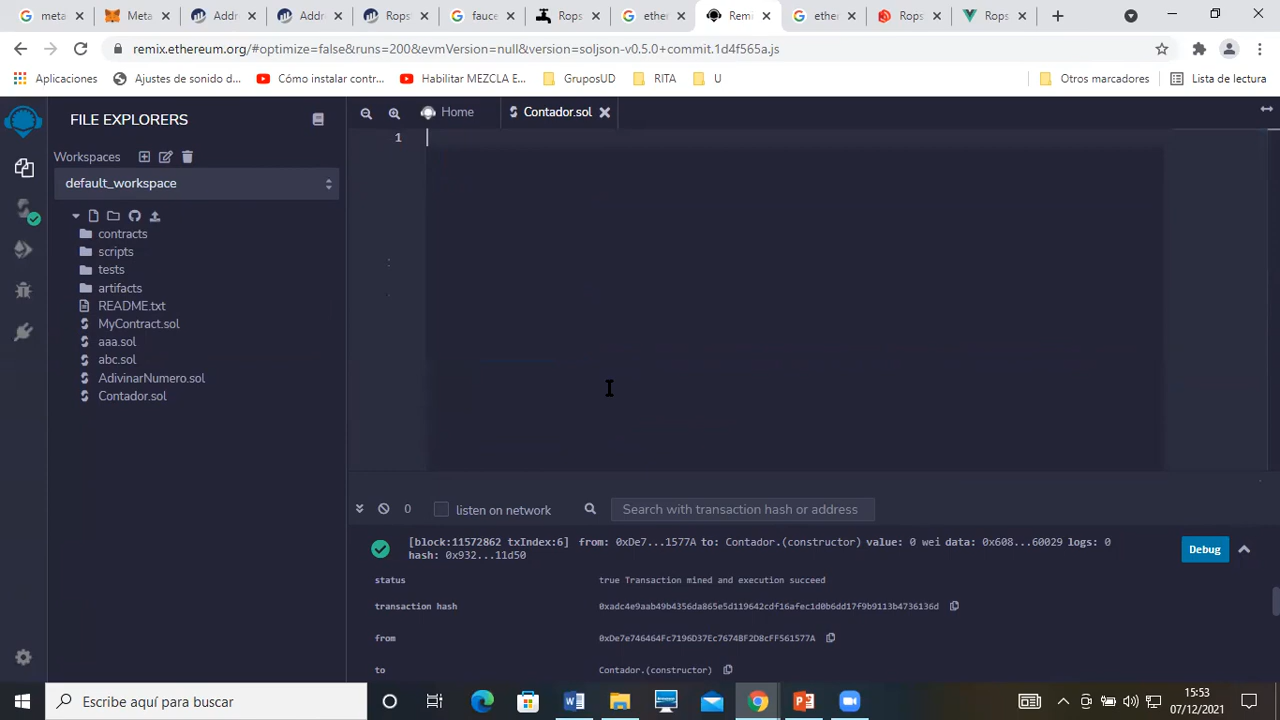 meta
Meta
Addr
Addr
Rops
fauce
Rops
ether
Remi
ether
Rops
Rops
remix.ethereum.org/#optimize=false&runs=200&evmVersion=null&version=soljson-v0.5.0+commit.1d4f565a.js
Aplicaciones
Ajustes de sonido d...
Cómo instalar contr...
Habilitar MEZCLA E...
GruposUD
RITA
U
Otros marcadores
Lista de lectura
FILE EXPLORERS
Home
Contador.sol
1
Workspaces
default_workspace
contracts
scripts
tests
artifacts
README.txt
MyContract.sol
aaa.sol
abc.sol
AdivinarNumero.sol
Contador.sol
0
listen on network
Search with transaction hash or address
[block:11572862 txIndex:6] from: 0xDe7...1577A to: Contador.(constructor) value: 0 wei data: 0x608...60029 logs: 0
hash: 0x932...11d50
Debug
status true Transaction mined and execution succeed
transaction hash 0xadc4e9aab49b4356da865e5d119642cdf16afec1d0b6dd17f9b9113b4736136d
from 0xDe7e746464Fc7196D37Ec76748F2D8cFF561577A
to Contador.(constructor)
Escribe aquí para buscar
15:53
07/12/2021